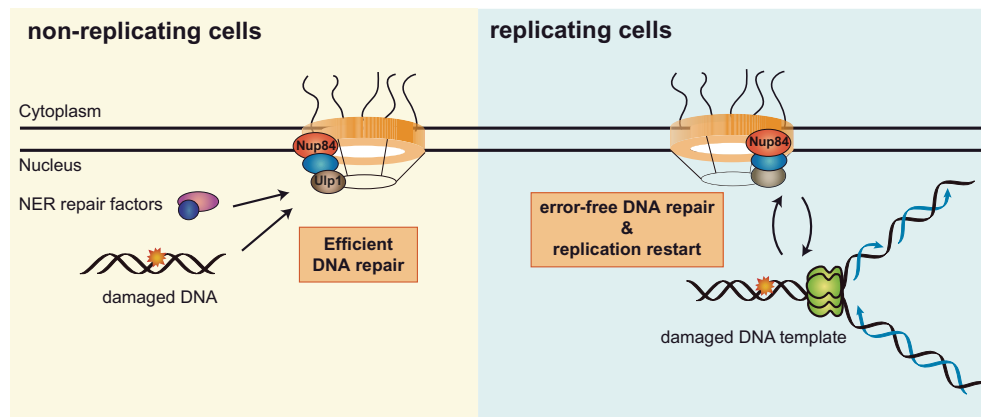 non-replicating cells
replicating cells
Cytoplasm
Nup84
Nucleus
Ulp1
NER repair factors
Efficient
DNA repair
damaged DNA
Nup84
error-free DNA repair
&
replication restart
damaged DNA template